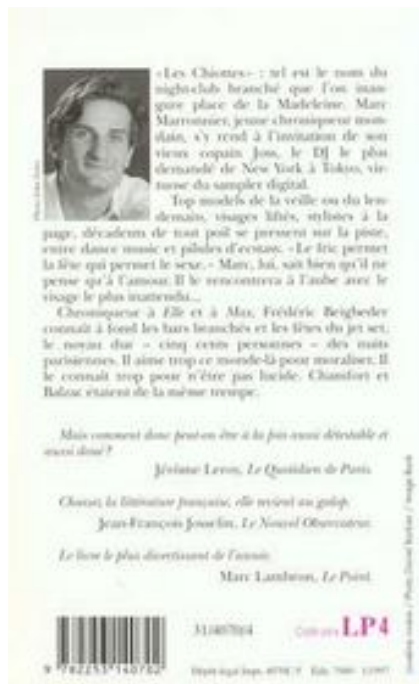 «Les Chiottes» : tel est le nom du
night-club branché que l'on inau-
gure place de la Madeleine. Marc
Marronnier, jeune chroniqueur mon-
dain, s'y rend à l'invitation de son
vieux copain Joss, le DJ le plus
demandé de New York à Tokyo, vir-
tuose du sampler digital.
Top models de la veille ou du len-
demain, visages liftés, stylistes à la
page, décadents de tout poil se pressent sur la piste,
entre dance music et pilules d'ecstasy. «Le fric permet
la fête qui permet le sexe.» Marc, lui, sait bien qu'il ne
pense qu'à l'amour. Il le rencontrera à l'aube avec le
visage le plus inattendu...
Chroniqueur à Elle et à Max, Frédéric Beigbeder
connaît à fond les bars branchés et les fêtes du jet set,
le noyau dur – cinq cents personnes – des nuits
parisiennes. Il aime trop ce monde-là pour moraliser. Il
le connaît trop pour n'être pas lucide. Chamfort et
Balzac étaient de la même trempe.
Mais comment donc peut-on être à la fois aussi détestable et
aussi doué ?
Jérôme Leroy, Le Quotidien de Paris.
Chassez la littérature française, elle revient au galop.
Jean-François Josselin, Le Nouvel Observateur.
Le livre le plus divertissant de l'année.
Marc Lambron, Le Point.
31/4070/4
LP4
9 782253 140702